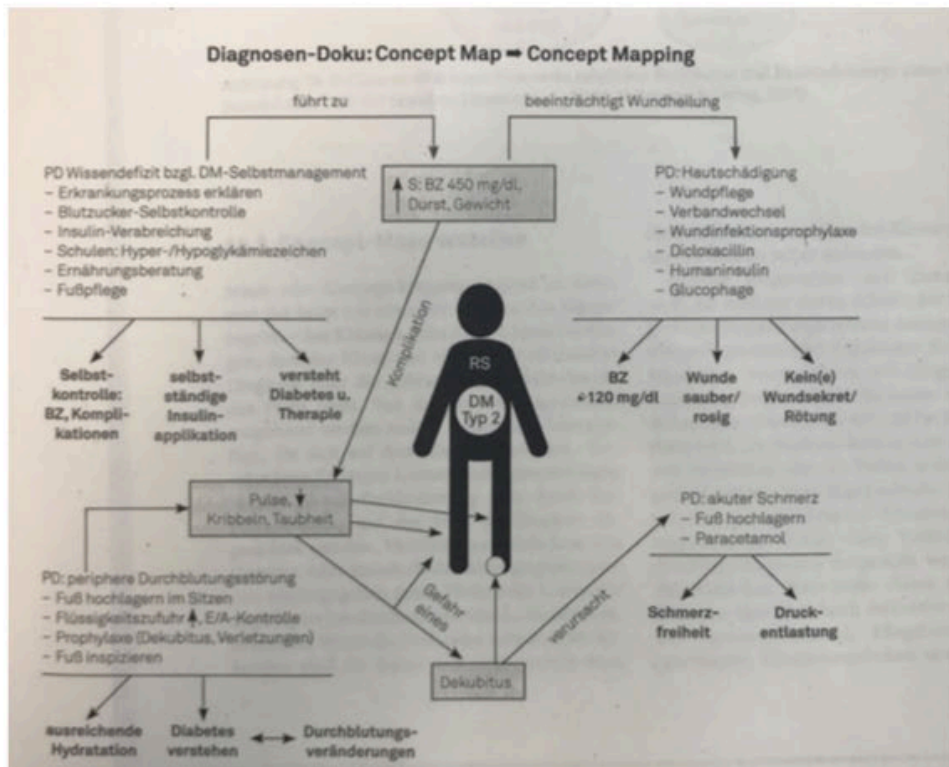 Diagnosen-Doku: Concept Map ➡ Concept Mapping
führt zu
beeinträchtigt Wundheilung
PD Wissendefizit bzgl. DM-Selbstmanagement
– Erkrankungsprozess erklären
– Blutzucker-Selbstkontrolle
– Insulin-Verabreichung
– Schulen: Hyper-/Hypoglykämiezeichen
– Ernährungsberatung
– Fußpflege
S: BZ 450 mg/dl,
Durst, Gewicht
PD: Hautschädigung
– Wundpflege
– Verbandwechsel
– Wundinfektionsprophylaxe
– Dicloxacillin
– Humaninsulin
– Glucophage
Komplikation
Selbst-
kontrolle:
BZ, Kompli-
kationen
selbst-
ständige
Insulin-
applikation
versteht
Diabetes u.
Therapie
RS
DM
Typ 2
BZ
120 mg/dl
Wunde
sauber/
rosig
Kein(e)
Wundsekret/
Rötung
Pulse,
Kribbeln, Taubheit
PD: akuter Schmerz
– Fuß hochlagern
– Paracetamol
PD: periphere Durchblutungsstörung
– Fuß hochlagern im Sitzen
– Flüssigkeitszufuhr ↑, E/A-Kontrolle
– Prophylaxe (Dekubitus, Verletzungen)
– Fuß inspizieren
Gefahr
eines
verursacht
Schmerz-
freiheit
Druck-
entlastung
Dekubitus
ausreichende
Hydratation
Diabetes
verstehen
Durchblutungs-
veränderungen